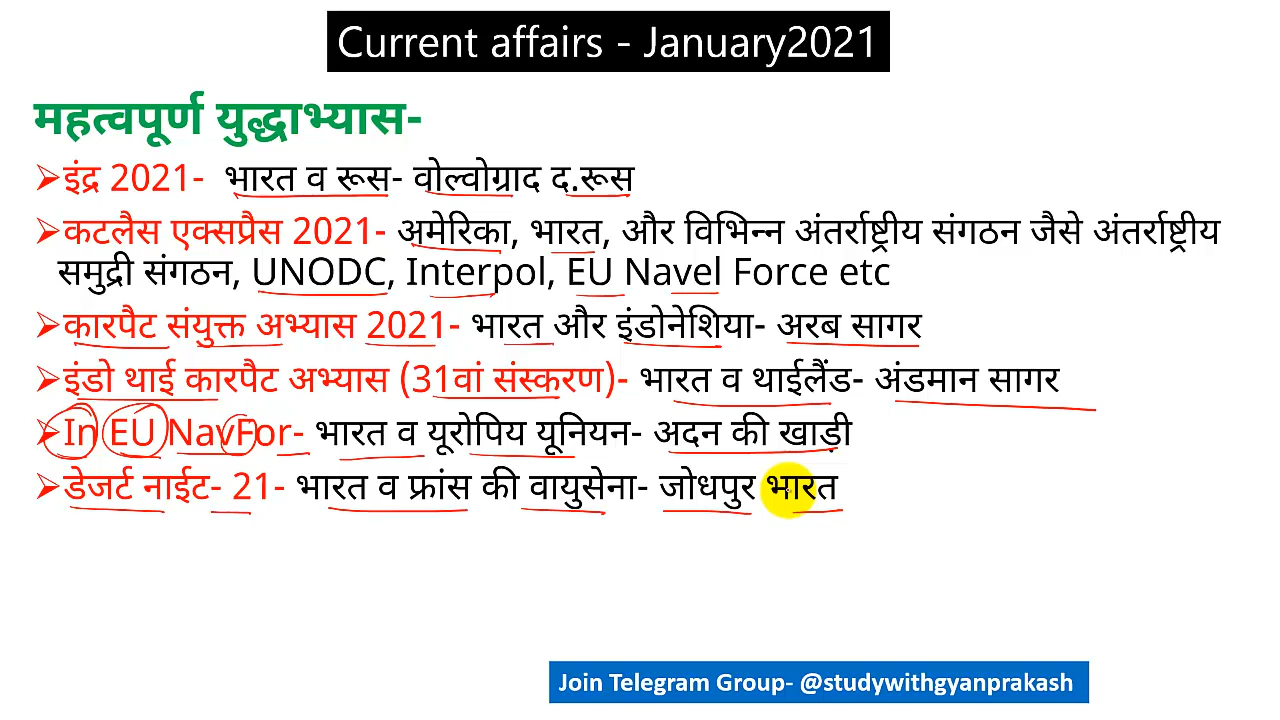 Current affairs - January2021
महत्वपूर्ण युद्धाभ्यास-
➢इंद्र 2021- भारत व रूस- वोल्वोग्राद द.रूस
➢कटलैस एक्सप्रैस 2021- अमेरिका, भारत, और विभिन्न अंतर्राष्ट्रीय संगठन जैसे अंतर्राष्ट्रीय
समुद्री संगठन, UNODC, Interpol, EU Navel Force etc
➢कारपैट संयुक्त अभ्यास 2021- भारत और इंडोनेशिया- अरब सागर
➢इंडो थाई कारपैट अभ्यास (31वां संस्करण)- भारत व थाईलैंड- अंडमान सागर
➢In EU NavFor- भारत व यूरोपिय यूनियन- अदन की खाड़ी
➢डेजर्ट नाईट- 21- भारत व फ्रांस की वायुसेना- जोधपुर भारत
Join Telegram Group- @studywithgyanprakash